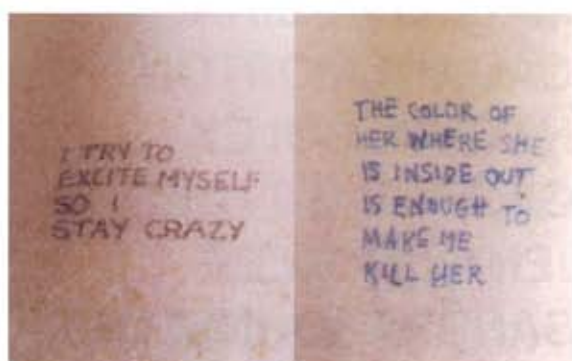 I TRY TO
EXCITE MYSELF
SO I
STAY CRAZY
THE COLOR OF
HER WHERE SHE
IS INSIDE OUT
IS ENOUGH TO
MAKE ME
KILL HER